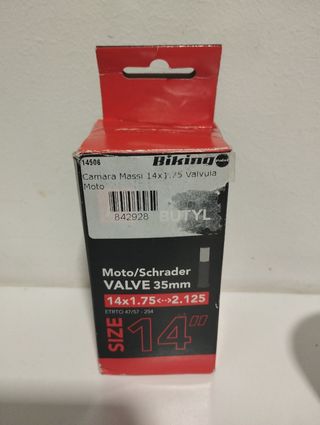 14506
Biking
Camara Massi 14x1.75 Valvula
Moto
842928
BUTYL
Moto/Schrader
VALVE 35mm
14x1.75<-->2.125
ETRTO 47/57 - 254
SIZE
14"